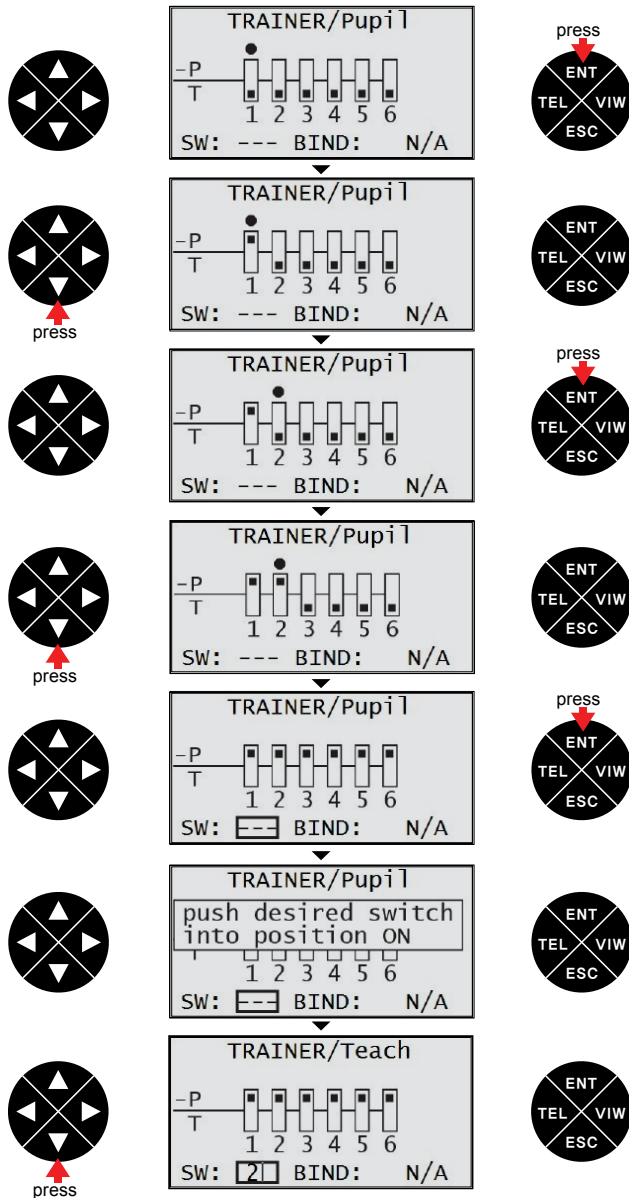 TRAINER/Pupil
-P
T
1 2 3 4 5 6
SW: --- BIND: N/A
press
ENT
TEL VIW
ESC
TRAINER/Pupil
-P
T
1 2 3 4 5 6
SW: --- BIND: N/A
press
ENT
TEL VIW
ESC
TRAINER/Pupil
-P
T
1 2 3 4 5 6
SW: --- BIND: N/A
press
ENT
TEL VIW
ESC
TRAINER/Pupil
-P
T
1 2 3 4 5 6
SW: --- BIND: N/A
press
ENT
TEL VIW
ESC
TRAINER/Pupil
-P
T
1 2 3 4 5 6
SW: --- BIND: N/A
press
ENT
TEL VIW
ESC
TRAINER/Pupil
push desired switch
into position ON
1 2 3 4 5 6
SW: --- BIND: N/A
ENT
TEL VIW
ESC
TRAINER/Teach
-P
T
1 2 3 4 5 6
SW: 2 BIND: N/A
press
ENT
TEL VIW
ESC